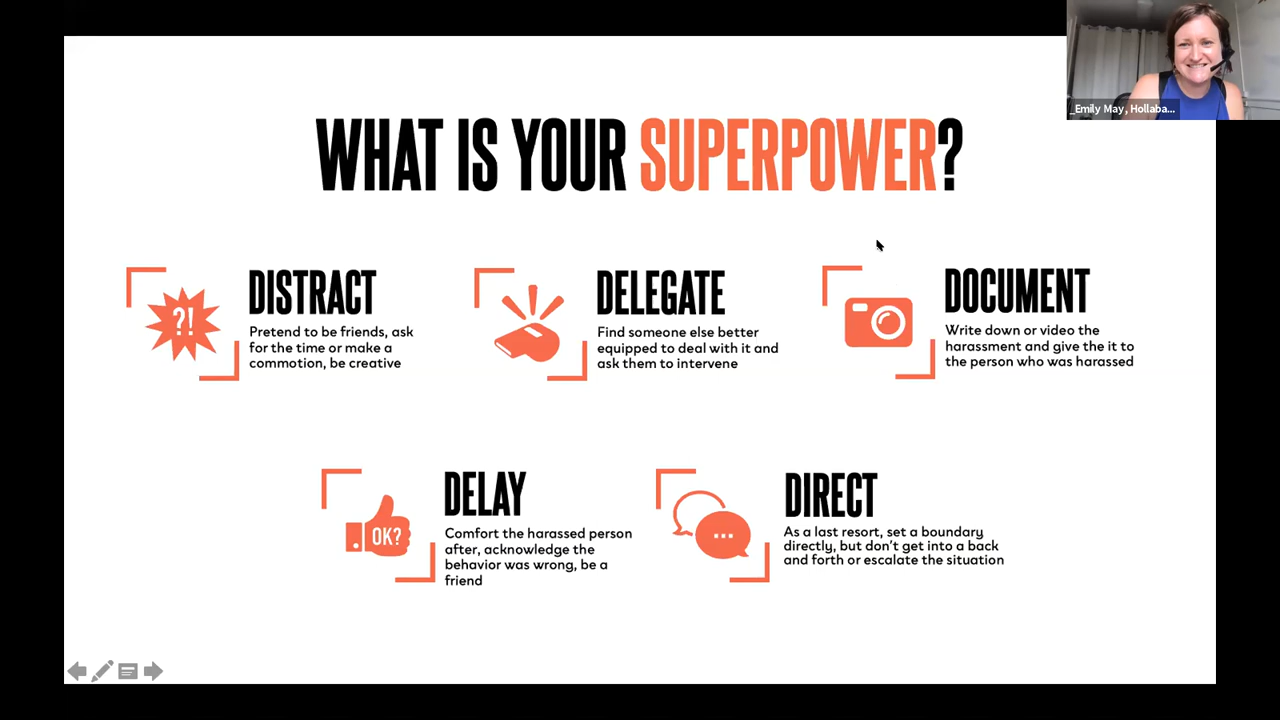 _Emily May, Hollaba...
WHAT IS YOUR SUPERPOWER?
?!
DISTRACT
Pretend to be friends, ask
for the time or make a
commotion, be creative
DELEGATE
Find someone else better
equipped to deal with it and
ask them to intervene
DOCUMENT
Write down or video the
harassment and give the it to
the person who was harassed
OK?
DELAY
Comfort the harassed person
after, acknowledge the
behavior was wrong, be a
friend
...
DIRECT
As a last resort, set a boundary
directly, but don't get into a back
and forth or escalate the situation